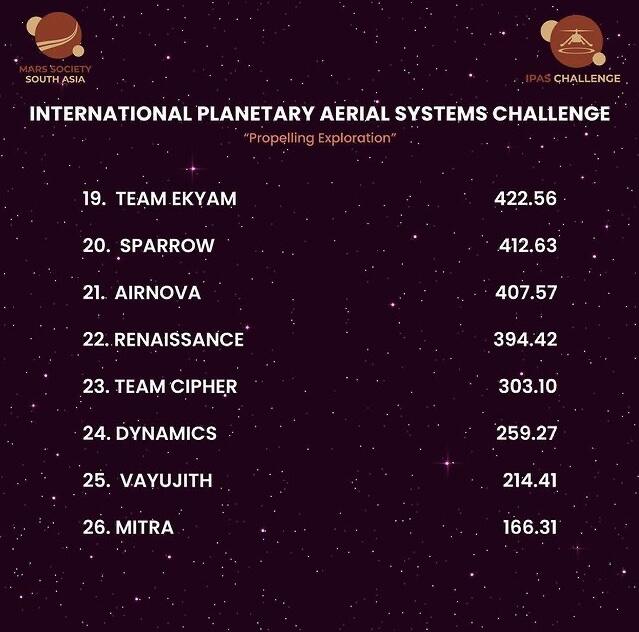 MARS SOCIETY
SOUTH ASIA
IPAS CHALLENGE
INTERNATIONAL PLANETARY AERIAL SYSTEMS CHALLENGE
“Propelling Exploration”
19. TEAM EKYAM 422.56
20. SPARROW 412.63
21. AIRNOVA 407.57
22. RENAISSANCE 394.42
23. TEAM CIPHER 303.10
24. DYNAMICS 259.27
25. VAYUJITH 214.41
26. MITRA 166.31